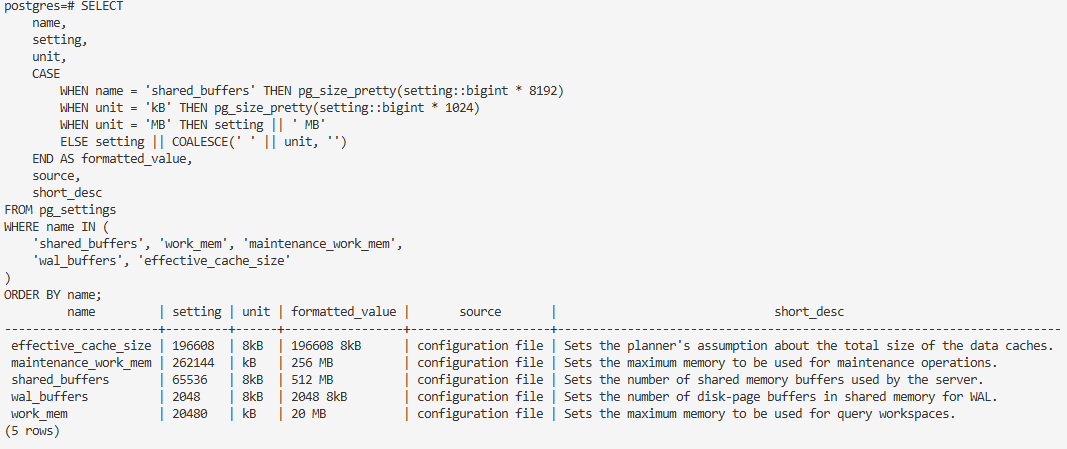 postgres=# SELECT
    name,
    setting,
    unit,
    CASE
        WHEN name = 'shared_buffers' THEN pg_size_pretty(setting::bigint * 8192)
        WHEN unit = 'kB' THEN pg_size_pretty(setting::bigint * 1024)
        WHEN unit = 'MB' THEN setting || ' MB'
        ELSE setting || COALESCE(' ' || unit, '')
    END AS formatted_value,
    source,
    short_desc
FROM pg_settings
WHERE name IN (
    'shared_buffers', 'work_mem', 'maintenance_work_mem',
    'wal_buffers', 'effective_cache_size'
)
ORDER BY name;
         name         | setting | unit | formatted_value |       source       |                            short_desc
----------------------+---------+------+-----------------+--------------------+------------------------------------------------------------------
 effective_cache_size | 196608  | 8kB  | 196608 8kB      | configuration file | Sets the planner's assumption about the total size of the data caches.
 maintenance_work_mem | 262144  | kB   | 256 MB          | configuration file | Sets the maximum memory to be used for maintenance operations.
 shared_buffers       | 65536   | 8kB  | 512 MB          | configuration file | Sets the number of shared memory buffers used by the server.
 wal_buffers          | 2048    | 8kB  | 2048 8kB        | configuration file | Sets the number of disk-page buffers in shared memory for WAL.
 work_mem             | 20480   | kB   | 20 MB           | configuration file | Sets the maximum memory to be used for query workspaces.
(5 rows)